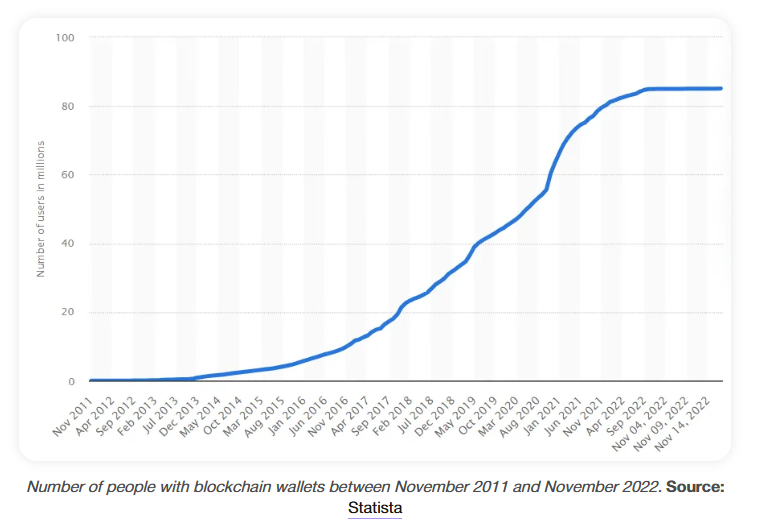 100
80
60
40
20
0
Number of users in millions
Nov 2011
Apr 2012
Sep 2012
Feb 2013
Jul 2013
Dec 2013
May 2014
Oct 2014
Mar 2015
Aug 2015
Jan 2016
Jun 2016
Nov 2016
Apr 2017
Sep 2017
Feb 2018
Jul 2018
Dec 2018
May 2019
Oct 2019
Mar 2020
Aug 2020
Jan 2021
Jun 2021
Nov 2021
Apr 2022
Sep 2022
Nov 04, 2022
Nov 09, 2022
Nov 14, 2022
Number of people with blockchain wallets between November 2011 and November 2022. Source:
Statista